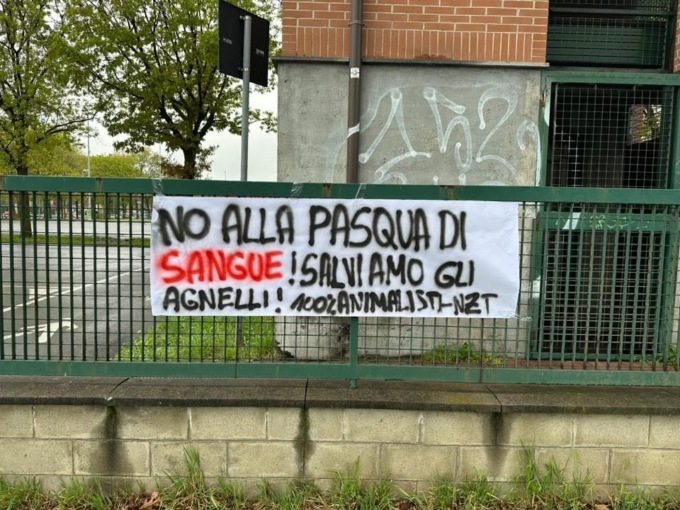 NO ALLA PASQUA DI
SANGUE! SALVIAMO GLI
AGNELLI! 100%ANIMALISTI-NZT